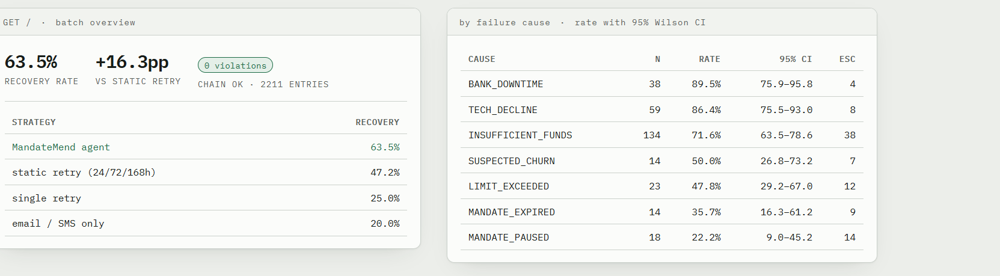 GET / · batch overview
63.5% +16.3pp 0 violations
RECOVERY RATE VS STATIC RETRY CHAIN OK · 2211 ENTRIES
STRATEGY RECOVERY
MandateMend agent 63.5%
static retry (24/72/168h) 47.2%
single retry 25.0%
email / SMS only 20.0%
by failure cause · rate with 95% Wilson CI
CAUSE N RATE 95% CI ESC
BANK_DOWNTIME 38 89.5% 75.9–95.8 4
TECH_DECLINE 59 86.4% 75.5–93.0 8
INSUFFICIENT_FUNDS 134 71.6% 63.5–78.6 38
SUSPECTED_CHURN 14 50.0% 26.8–73.2 7
LIMIT_EXCEEDED 23 47.8% 29.2–67.0 12
MANDATE_EXPIRED 14 35.7% 16.3–61.2 9
MANDATE_PAUSED 18 22.2% 9.0–45.2 14